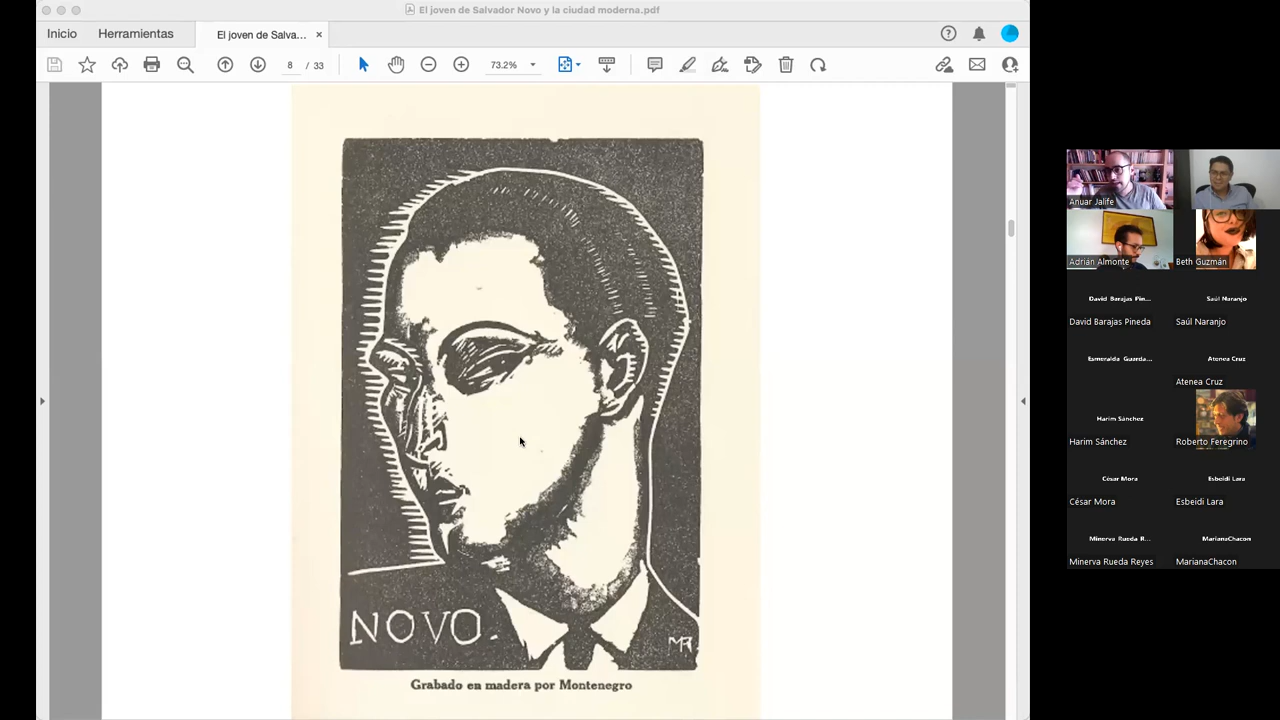 El joven de Salvador Novo y la ciudad moderna.pdf
Inicio
Herramientas
El joven de Salva... ×
8 / 33
73.2%
NOVO.
MR
Grabado en madera por Montenegro
Anuar Jalife
Adrián Almonte
Beth Guzmán
David Barajas Pin...
David Barajas Pineda
Saúl Naranjo
Saúl Naranjo
Esmeralda Guarda...
Atenea Cruz
Atenea Cruz
Harim Sánchez
Harim Sánchez
Roberto Feregrino
César Mora
César Mora
Esbeidi Lara
Esbeidi Lara
Minerva Rueda R...
Minerva Rueda Reyes
MarianaChacon
MarianaChacon